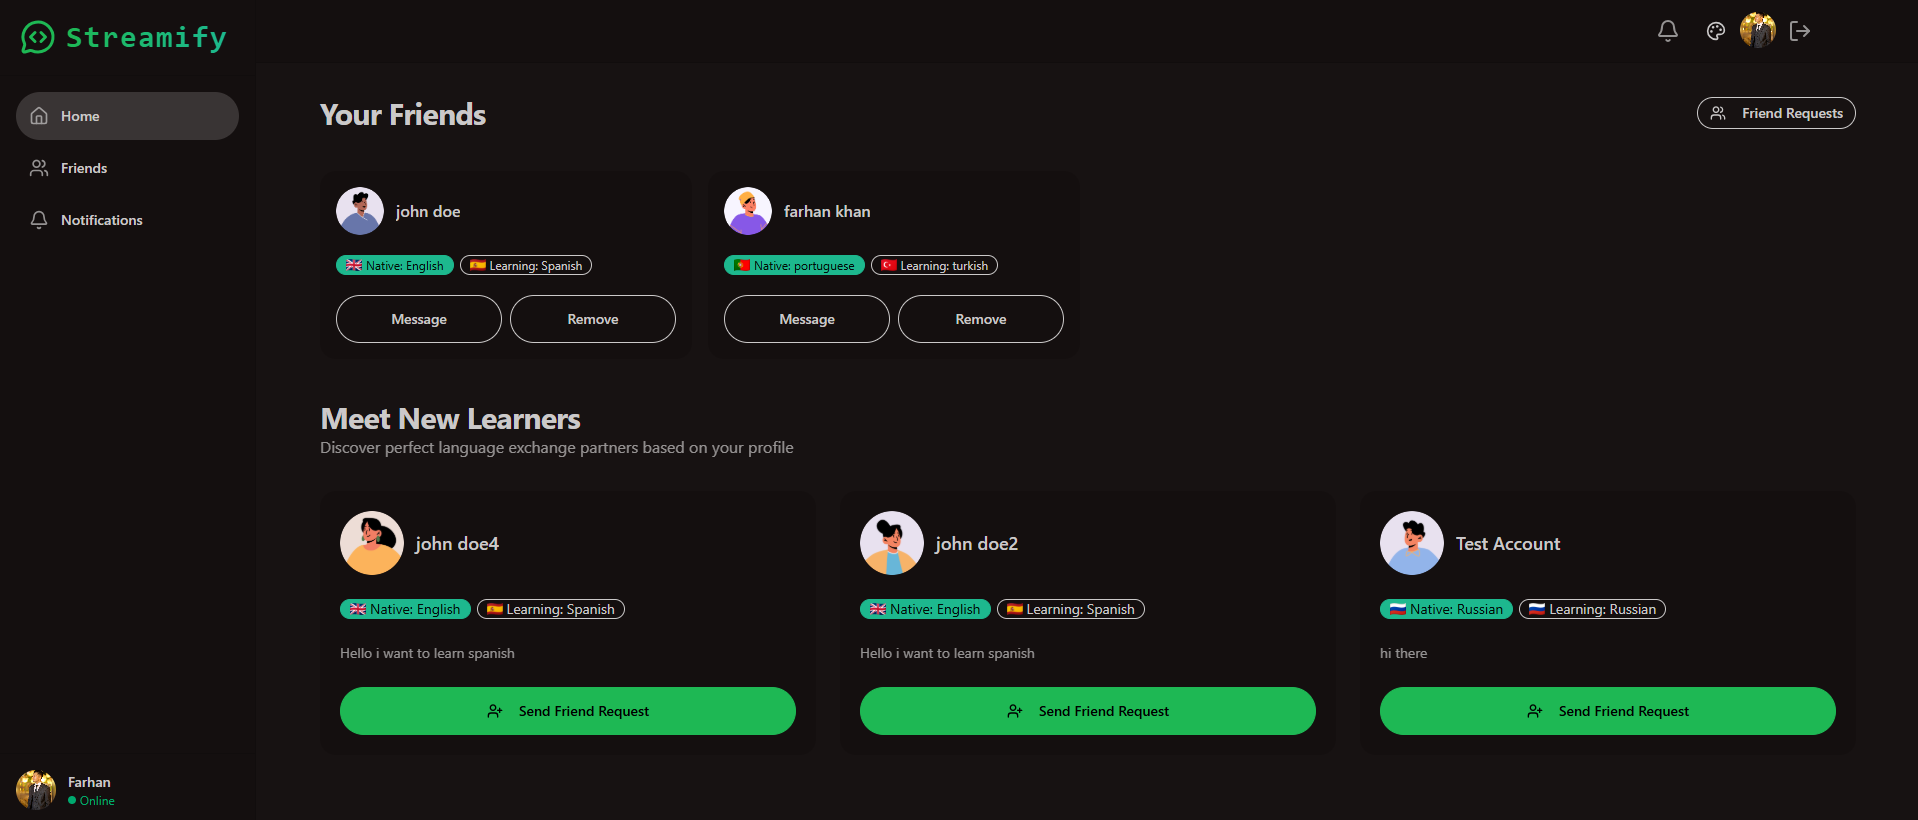 Streamify
Home
Friends
Notifications
Your Friends
Friend Requests
john doe
Native: English
Learning: Spanish
Message
Remove
farhan khan
Native: portuguese
Learning: turkish
Message
Remove
Meet New Learners
Discover perfect language exchange partners based on your profile
john doe4
Native: English
Learning: Spanish
Hello i want to learn spanish
Send Friend Request
john doe2
Native: English
Learning: Spanish
Hello i want to learn spanish
Send Friend Request
Test Account
Native: Russian
Learning: Russian
hi there
Send Friend Request
Farhan
Online